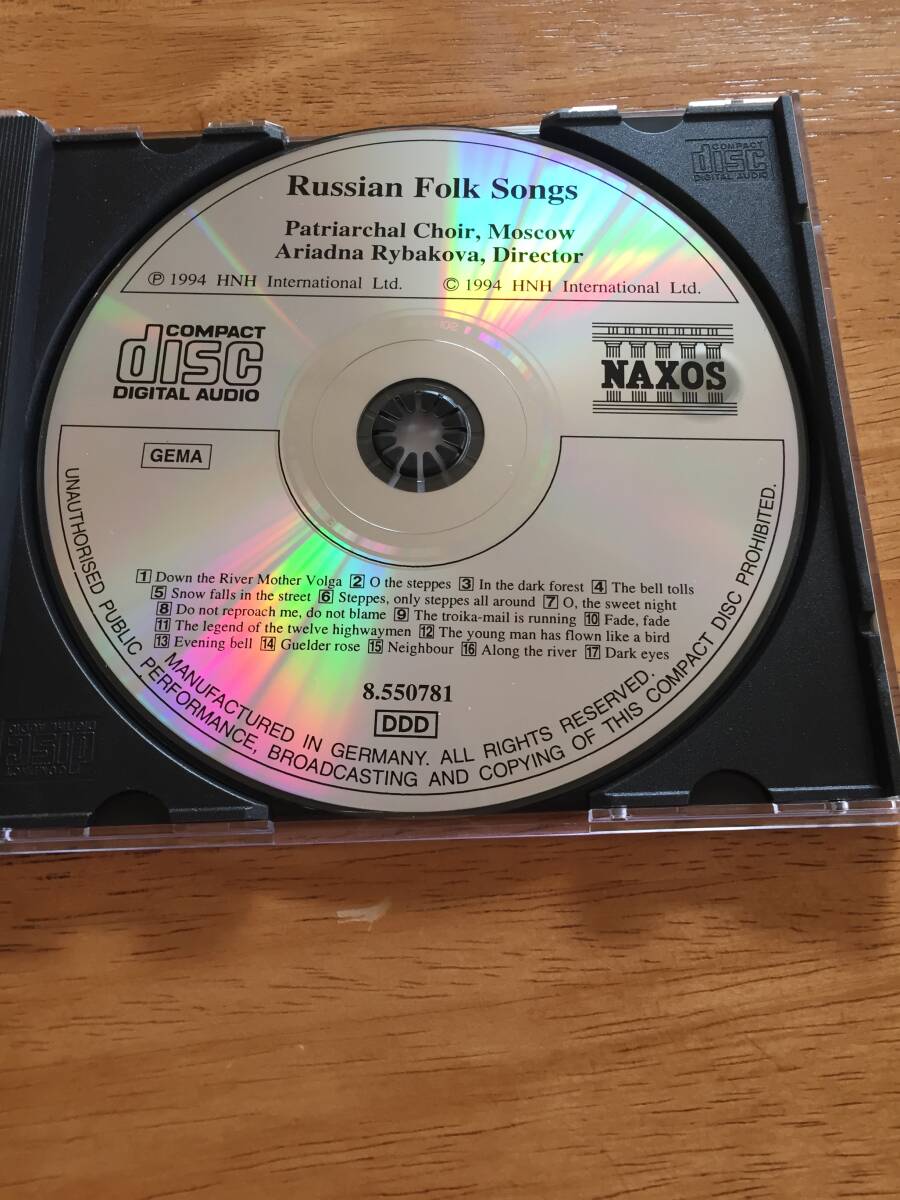 Russian Folk Songs
Patriarchal Choir, Moscow
Ariadna Rybakova, Director
℗ 1994 HNH International Ltd. © 1994 HNH International Ltd.
COMPACT
disc
DIGITAL AUDIO
NAXOS
GEMA
1 Down the River Mother Volga 2 O the steppes 3 In the dark forest 4 The bell tolls
5 Snow falls in the street 6 Steppes, only steppes all around 7 O, the sweet night
8 Do not reproach me, do not blame 9 The troika-mail is running 10 Fade, fade
11 The legend of the twelve highwaymen 12 The young man has flown like a bird
13 Evening bell 14 Guelder rose 15 Neighbour 16 Along the river 17 Dark eyes
8.550781
DDD
MANUFACTURED IN GERMANY. ALL RIGHTS RESERVED.
UNAUTHORISED PUBLIC PERFORMANCE, BROADCASTING AND COPYING OF THIS COMPACT DISC PROHIBITED.
COMPACT
disc
DIGITAL AUDIO
COMPACT
disc
DIGITAL AUDIO